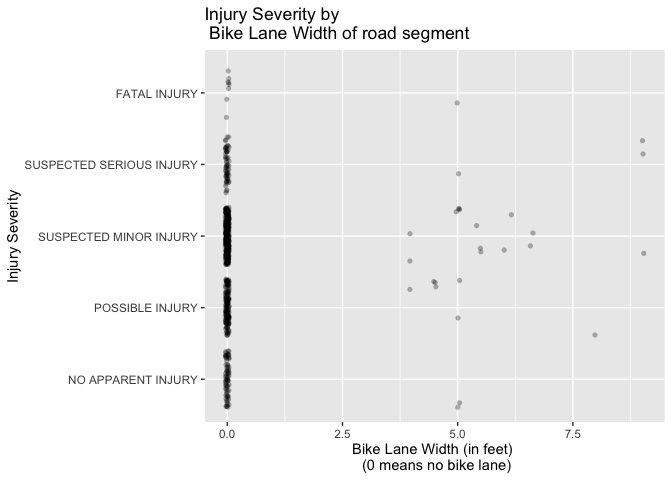 Injury Severity by
Bike Lane Width of road segment
FATAL INJURY
SUSPECTED SERIOUS INJURY
SUSPECTED MINOR INJURY
POSSIBLE INJURY
NO APPARENT INJURY
Injury Severity
0.0 2.5 5.0 7.5
Bike Lane Width (in feet)
(0 means no bike lane)